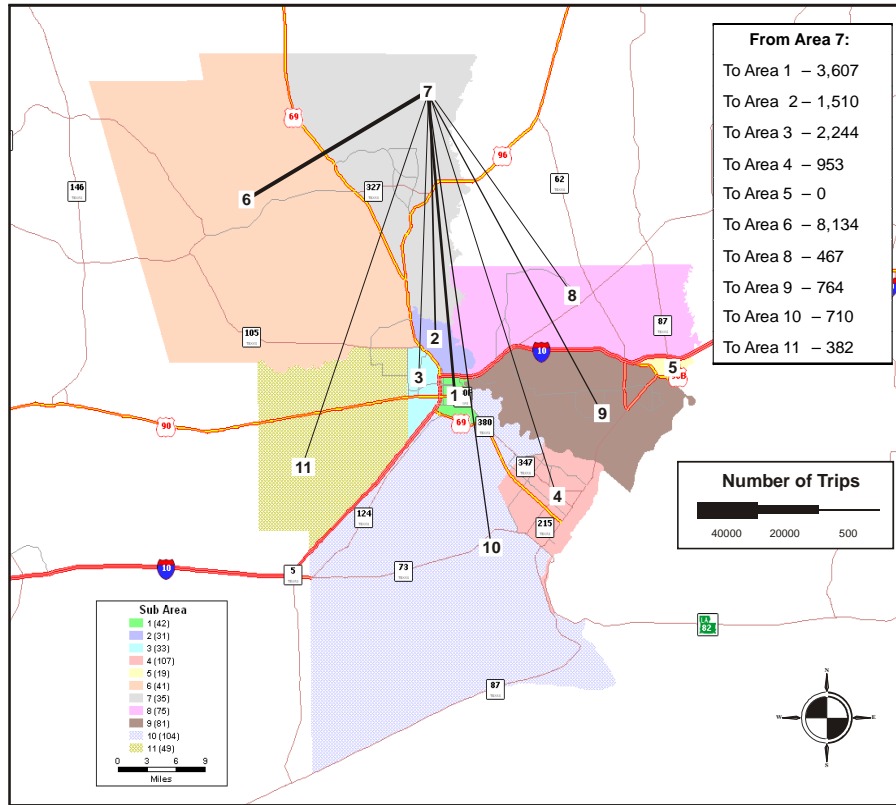 From Area 7:
To Area 1 – 3,607
To Area 2 – 1,510
To Area 3 – 2,244
To Area 4 – 953
To Area 5 – 0
To Area 6 – 8,134
To Area 8 – 467
To Area 9 – 764
To Area 10 – 710
To Area 11 – 382
7
69
96
146
327
62
6
8
105
2
87
10
3
5
1
9
90
69
380
11
347
4
124
215
10
10
5
73
87
LA
82
Number of Trips
40000 20000 500
Sub Area
1 (42)
2 (31)
3 (33)
4 (107)
5 (19)
6 (41)
7 (35)
8 (75)
9 (81)
10 (104)
11 (49)
0 3 6 9
Miles
N
W E
S